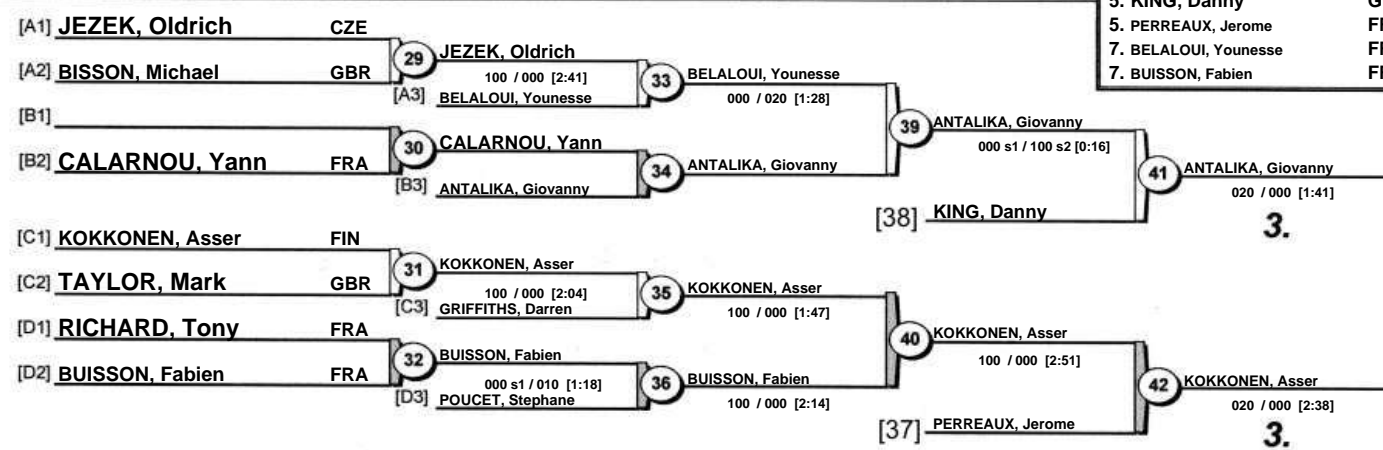 5. KING, Danny G
5. PERREAUX, Jerome F
7. BELALOUI, Younesse F
7. BUISSON, Fabien F
[A1] JEZEK, Oldrich CZE
[A2] BISSON, Michael GBR
29
JEZEK, Oldrich
100 / 000 [2:41]
[A3] BELALOUI, Younesse
33
BELALOUI, Younesse
000 / 020 [1:28]
[B1]
[B2] CALARNOU, Yann FRA
30
CALARNOU, Yann
[B3] ANTALIKA, Giovanny
34
ANTALIKA, Giovanny
39
ANTALIKA, Giovanny
000 s1 / 100 s2 [0:16]
[38] KING, Danny
41
ANTALIKA, Giovanny
020 / 000 [1:41]
3.
[C1] KOKKONEN, Asser FIN
[C2] TAYLOR, Mark GBR
31
KOKKONEN, Asser
100 / 000 [2:04]
[C3] GRIFFITHS, Darren
35
KOKKONEN, Asser
100 / 000 [1:47]
[D1] RICHARD, Tony FRA
[D2] BUISSON, Fabien FRA
32
BUISSON, Fabien
000 s1 / 010 [1:18]
[D3] POUCET, Stephane
36
BUISSON, Fabien
100 / 000 [2:14]
40
KOKKONEN, Asser
100 / 000 [2:51]
[37] PERREAUX, Jerome
42
KOKKONEN, Asser
020 / 000 [2:38]
3.